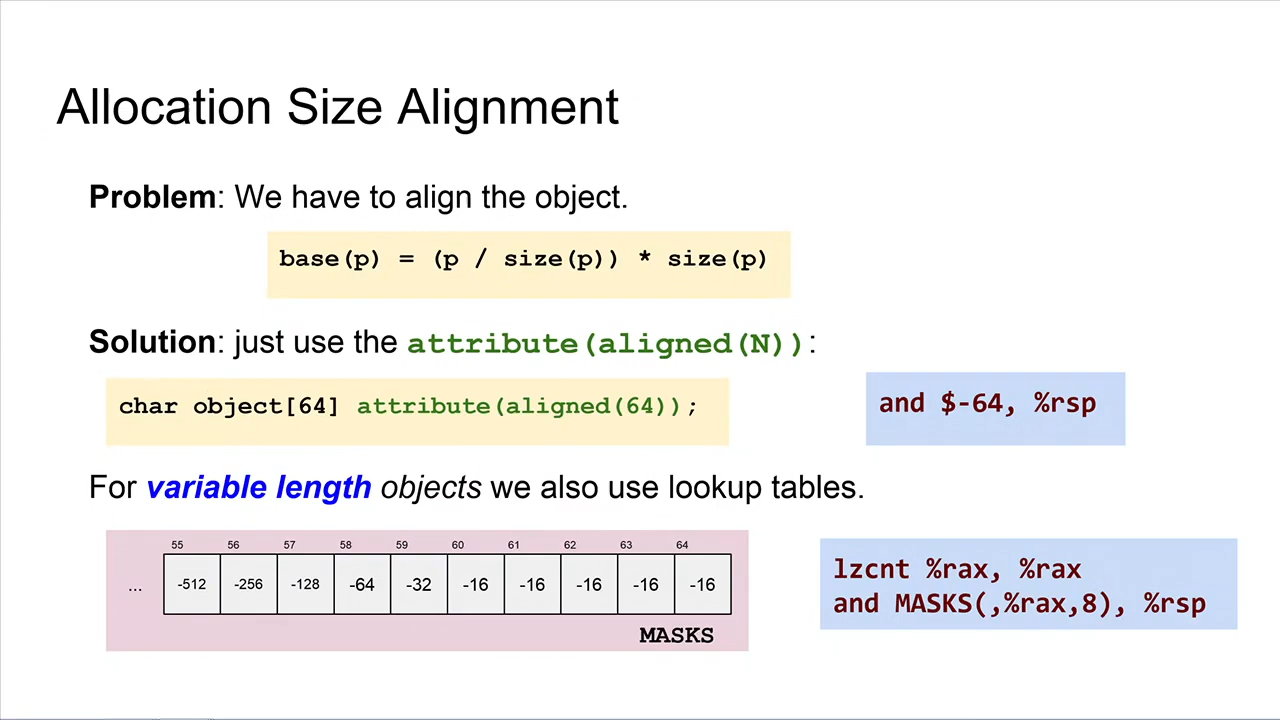 Allocation Size Alignment
Problem: We have to align the object.
base(p) = (p / size(p)) * size(p)
Solution: just use the attribute(aligned(N)):
char object[64] attribute(aligned(64));
and $-64, %rsp
For variable length objects we also use lookup tables.
55 56 57 58 59 60 61 62 63 64
... -512 -256 -128 -64 -32 -16 -16 -16 -16 -16
MASKS
lzcnt %rax, %rax
and MASKS(,%rax,8), %rsp